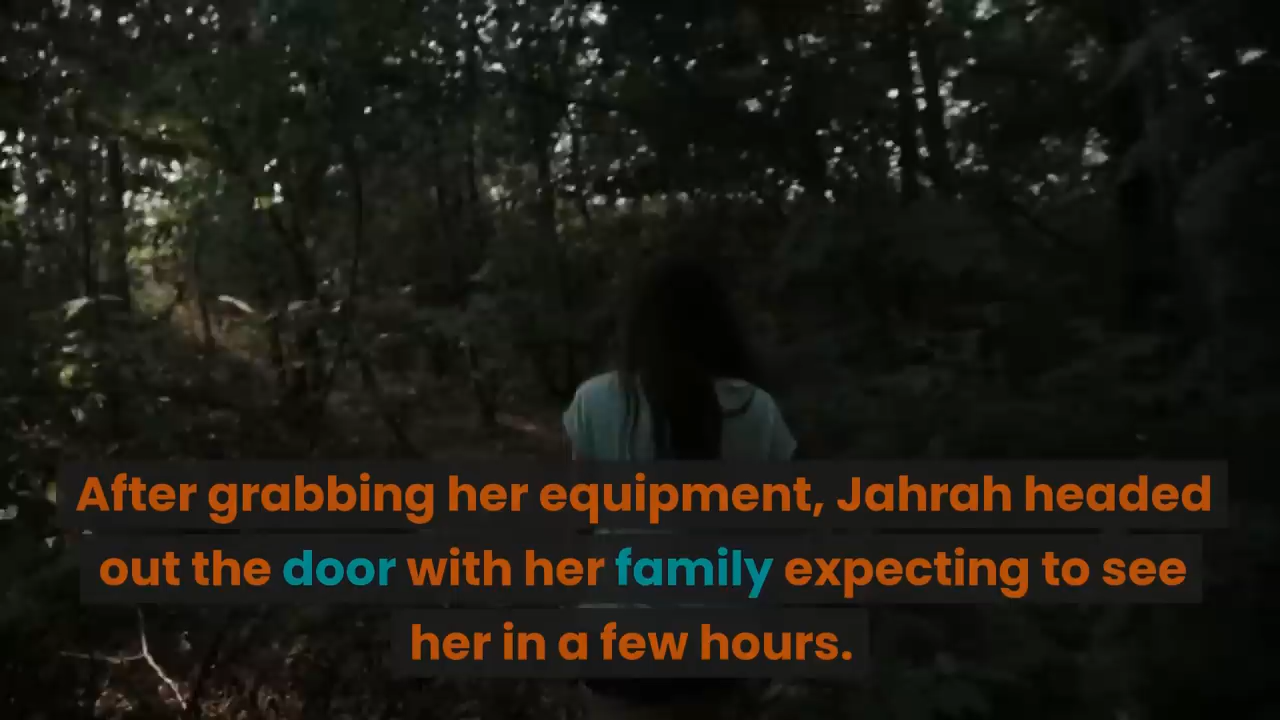 After grabbing her equipment, Jahrah headed
out the door with her family expecting to see
her in a few hours.